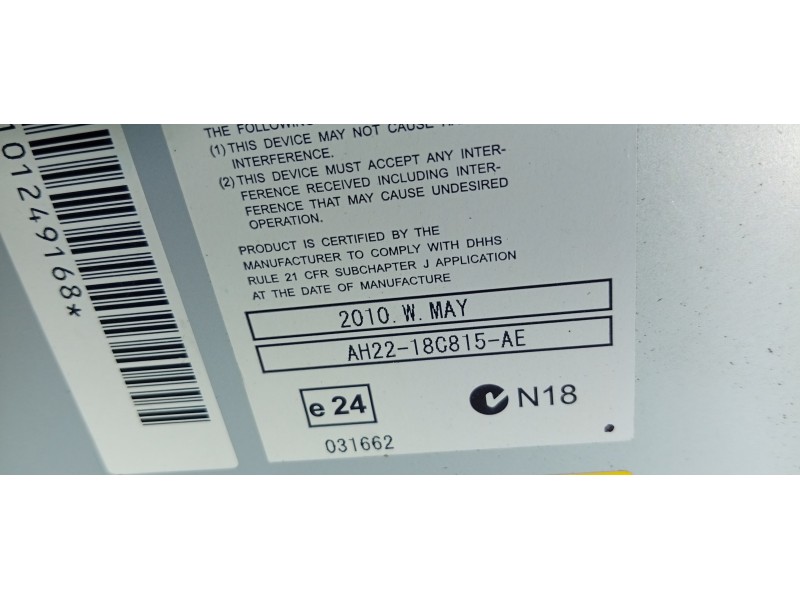 THE FOLLOWING
(1) THIS DEVICE MAY NOT CAUSE
INTERFERENCE.
(2) THIS DEVICE MUST ACCEPT ANY INTER-
FERENCE RECEIVED INCLUDING INTER-
FERENCE THAT MAY CAUSE UNDESIRED
OPERATION.
PRODUCT IS CERTIFIED BY THE
MANUFACTURER TO COMPLY WITH DHHS
RULE 21 CFR SUBCHAPTER J APPLICATION
AT THE DATE OF MANUFACTURE
2010. W. MAY
AH22-18C815-AE
e24
N18
031662
101249168*